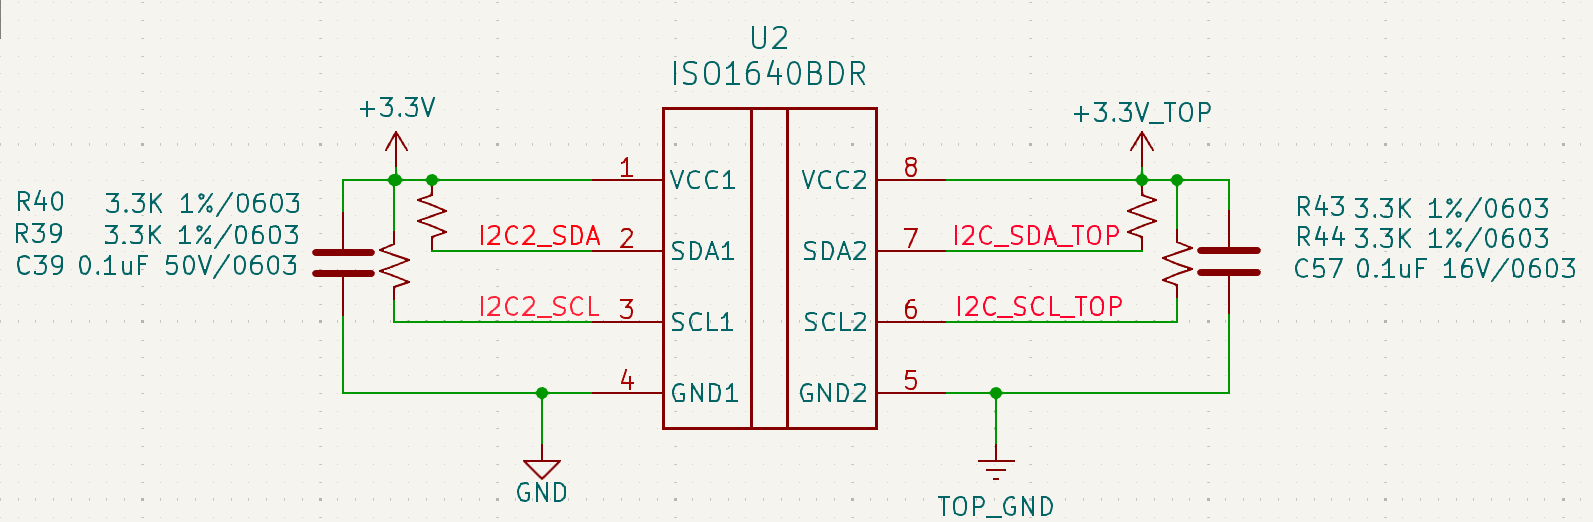 U2
ISO1640BDR
+3.3V
+3.3V_TOP
R40 3.3K 1%/0603
R39 3.3K 1%/0603
C39 0.1uF 50V/0603
1 VCC1
I2C2_SDA 2 SDA1
I2C2_SCL 3 SCL1
4 GND1
VCC2 8
SDA2 7 I2C_SDA_TOP
SCL2 6 I2C_SCL_TOP
GND2 5
R43 3.3K 1%/0603
R44 3.3K 1%/0603
C57 0.1uF 16V/0603
GND
TOP_GND